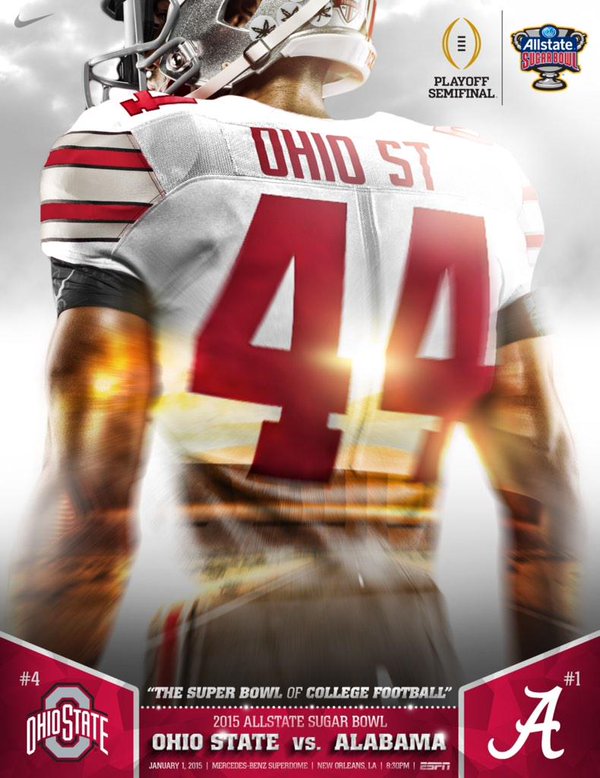 PLAYOFF
SEMIFINAL
Allstate
SUGAR BOWL
OHIO ST
44
#4
#1
"THE SUPER BOWL OF COLLEGE FOOTBALL"
2015 ALLSTATE SUGAR BOWL
OHIO STATE VS. ALABAMA
JANUARY 1, 2015 | MERCEDES-BENZ SUPERDOME | NEW ORLEANS, LA | 8:30PM | ESPN
OHIO STATE
A